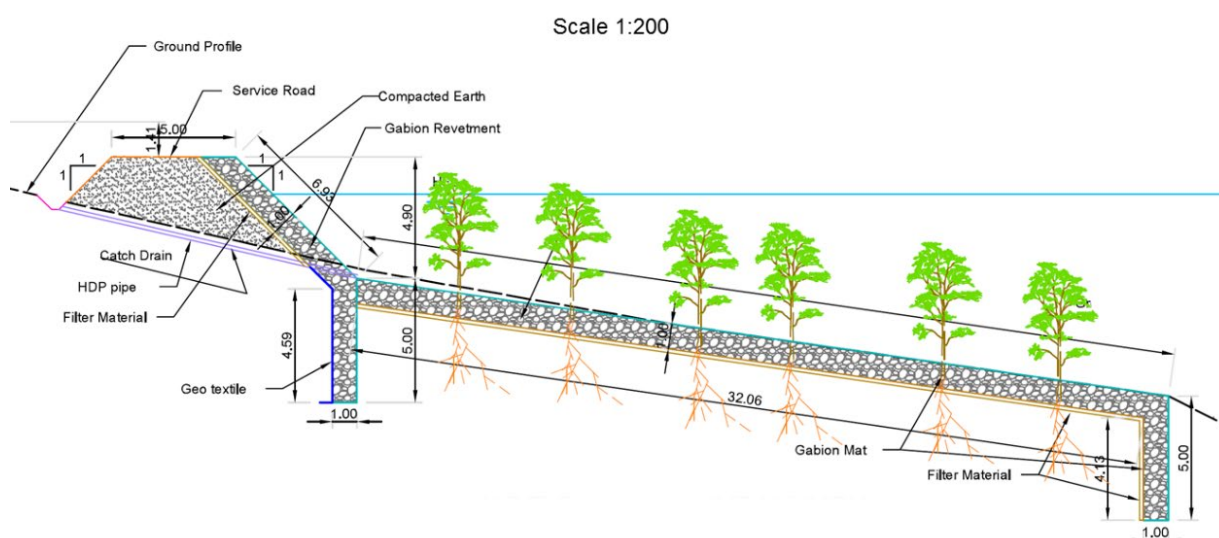 Scale 1:200
Ground Profile
Service Road
Compacted Earth
Gabion Revetment
5.00
1.41
1
1
1
1
6.93
4.90
1.00
Catch Drain
HDP pipe
Filter Material
Geo textile
4.59
5.00
1.00
1.00
32.06
Gabion Mat
Filter Material
4.13
5.00
1.00